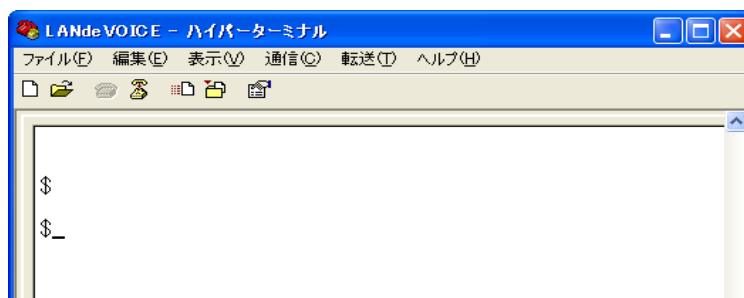 LANdeVOICE - ハイパーターミナル
ファイル(F) 編集(E) 表示(V) 通信(C) 転送(T) ヘルプ(H)
$
$_